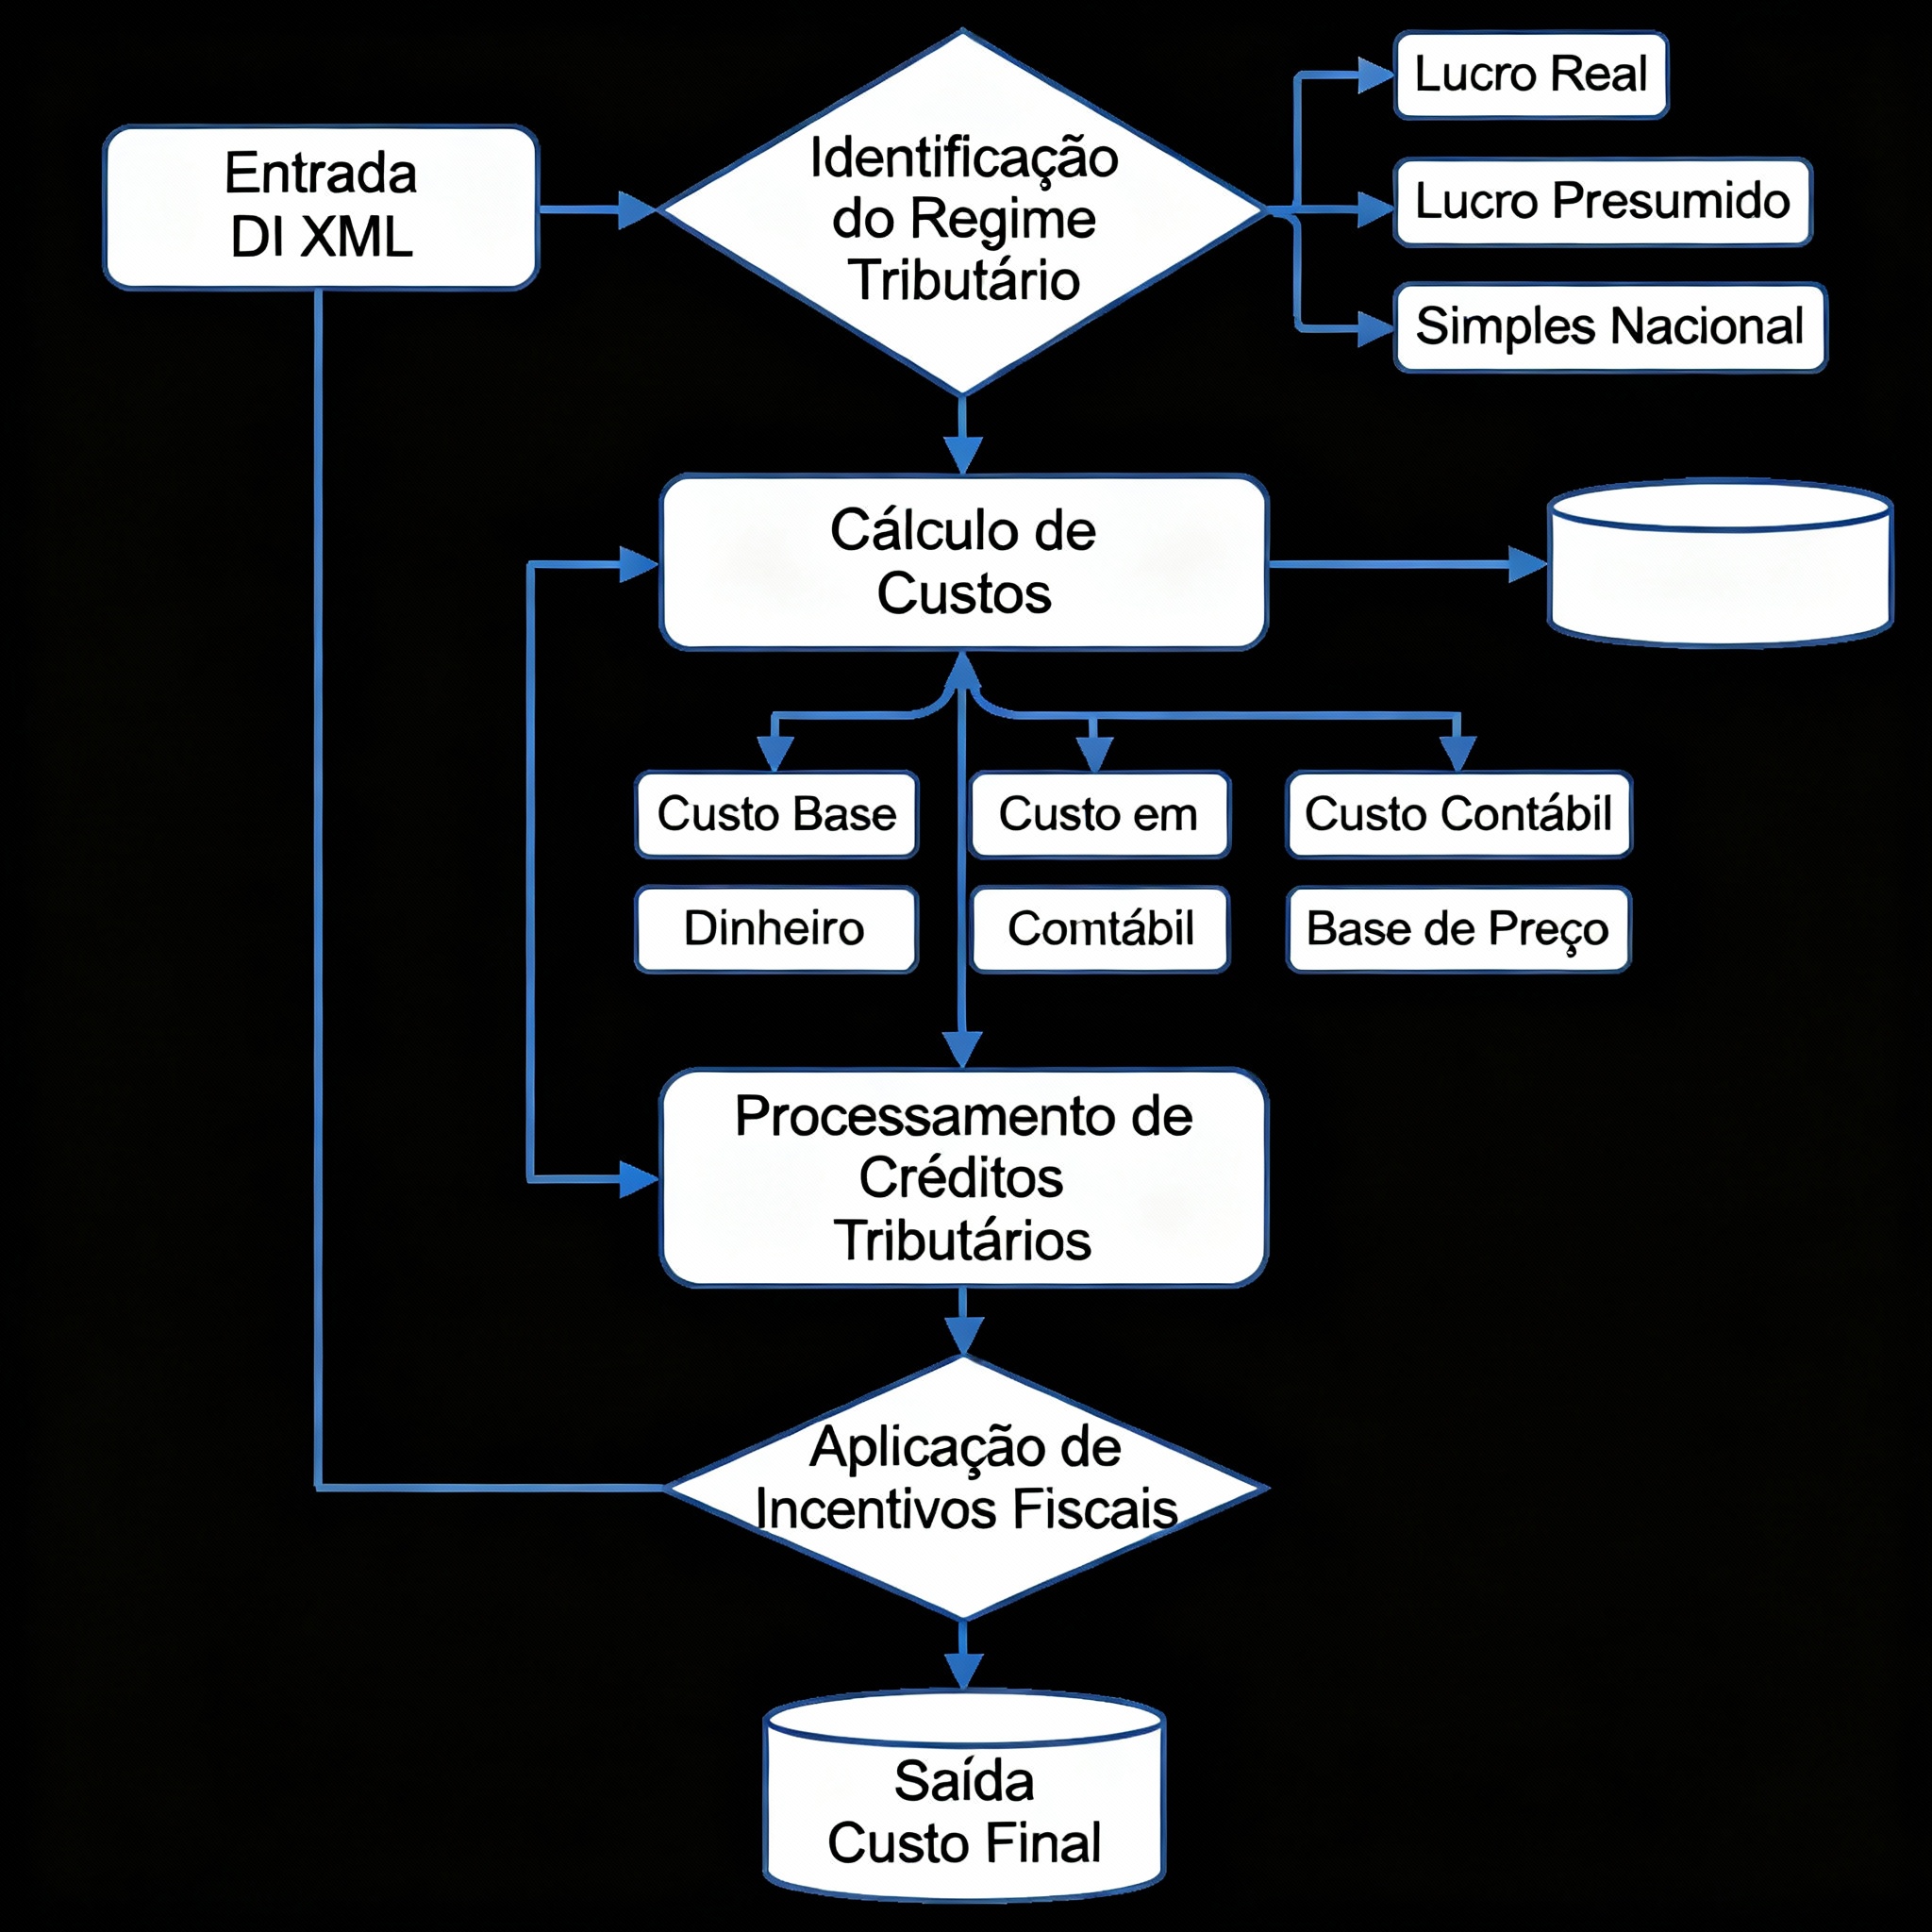 Entrada
DI XML
Identificação
do Regime
Tributário
Lucro Real
Lucro Presumido
Simples Nacional
Cálculo de
Custos
Custo Base
Custo em
Custo Contábil
Dinheiro
Comtábil
Base de Preço
Processamento de
Créditos
Tributários
Aplicação de
Incentivos Fiscais
Saída
Custo Final